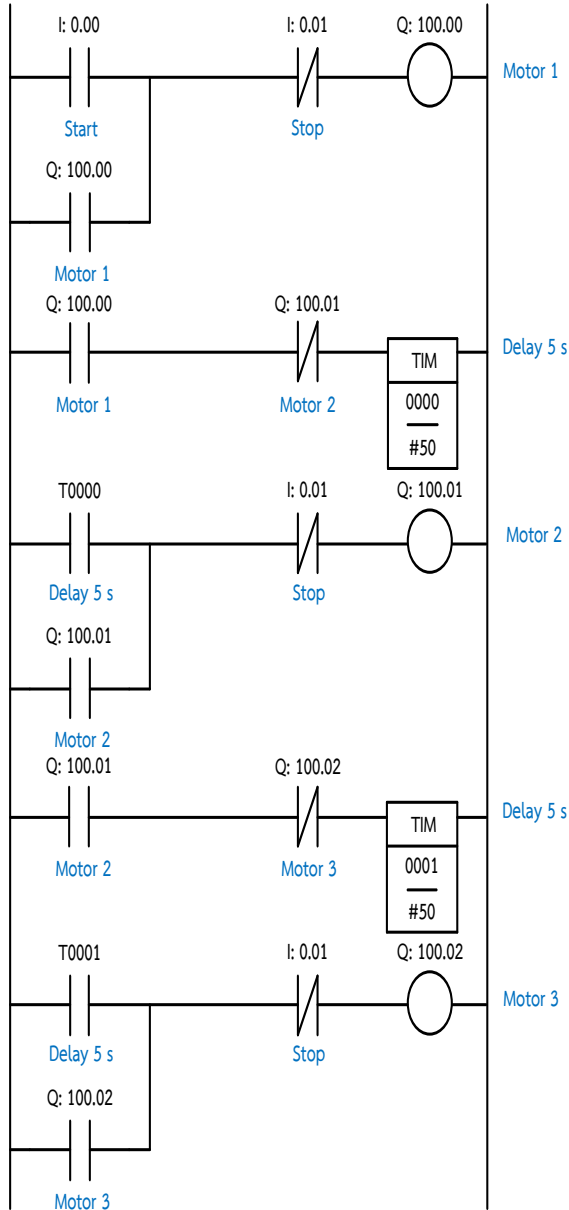 I: 0.00 I: 0.01 Q: 100.00
Motor 1
Start Stop
Q: 100.00
Motor 1
Q: 100.00 Q: 100.01
Delay 5 s
TIM
Motor 1 Motor 2 0000
#50
T0000 I: 0.01 Q: 100.01
Motor 2
Delay 5 s Stop
Q: 100.01
Motor 2
Q: 100.01 Q: 100.02
Delay 5 s
TIM
Motor 2 Motor 3 0001
#50
T0001 I: 0.01 Q: 100.02
Motor 3
Delay 5 s Stop
Q: 100.02
Motor 3